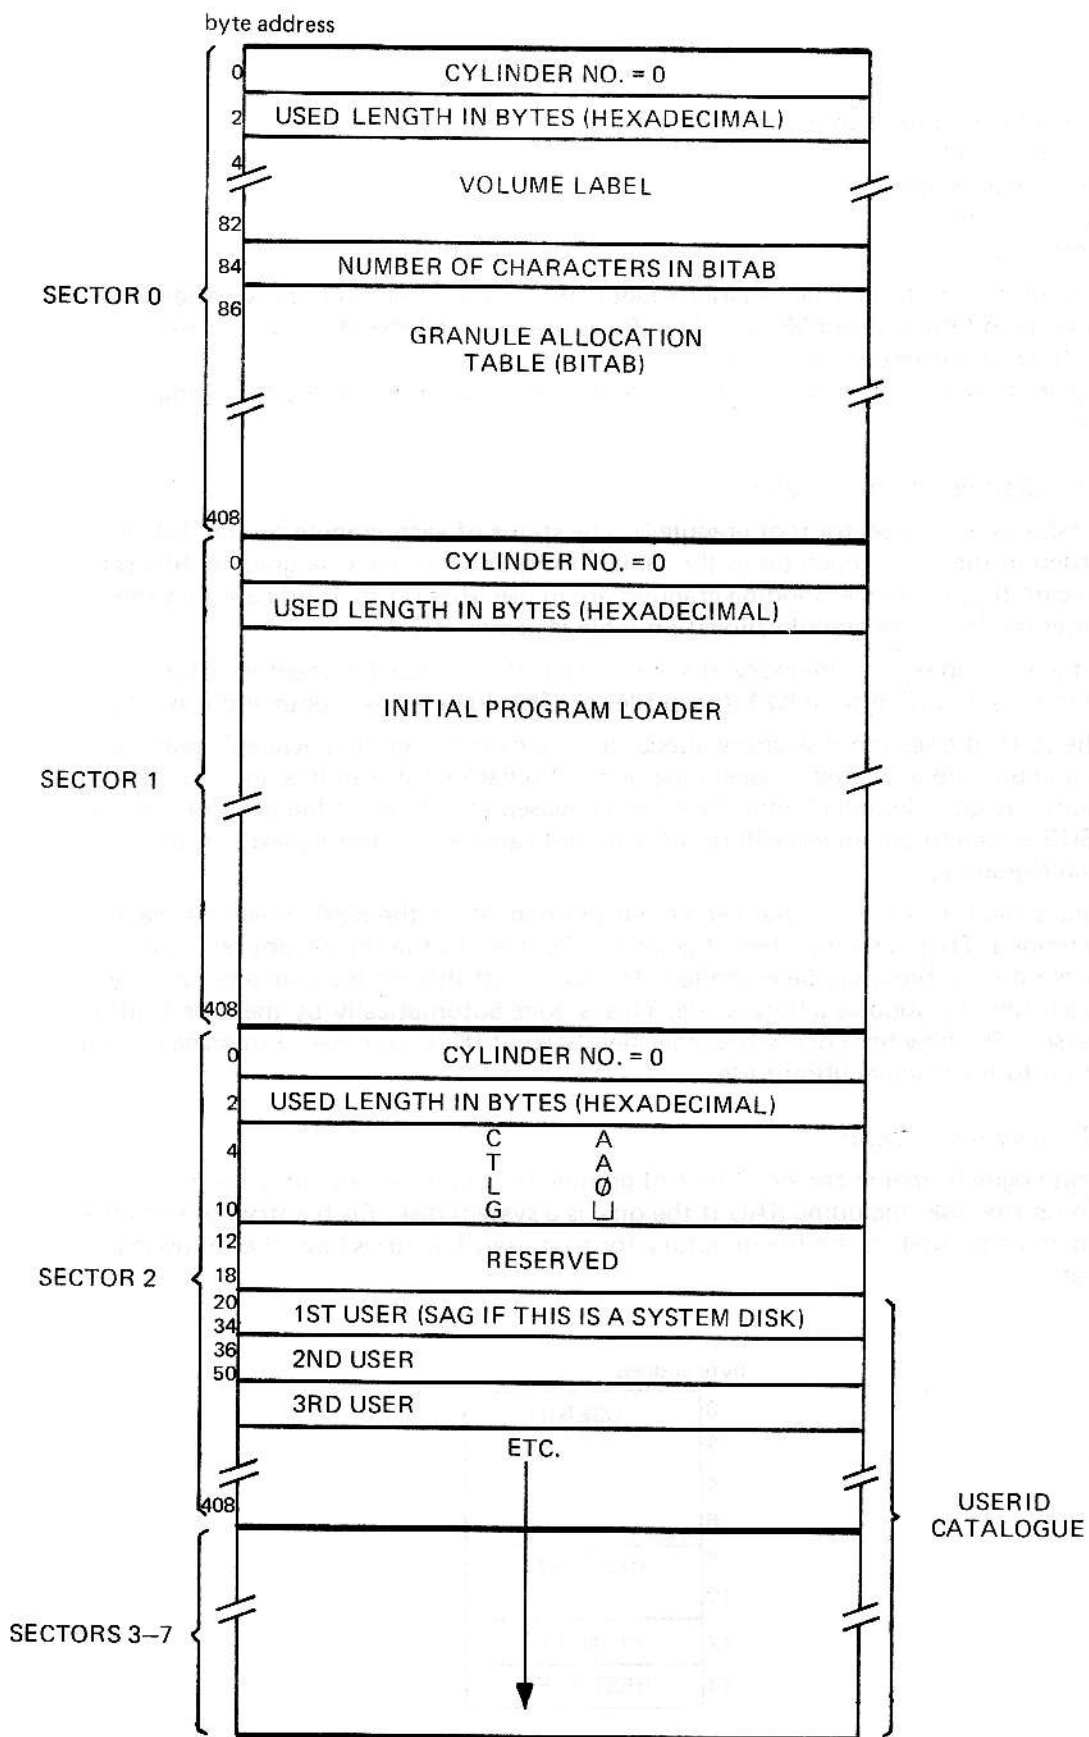 byte address
0 CYLINDER NO. = 0
2 USED LENGTH IN BYTES (HEXADECIMAL)
4
VOLUME LABEL
82
84 NUMBER OF CHARACTERS IN BITAB
SECTOR 0
86
GRANULE ALLOCATION
TABLE (BITAB)
408
0 CYLINDER NO. = 0
2 USED LENGTH IN BYTES (HEXADECIMAL)
INITIAL PROGRAM LOADER
SECTOR 1
408
0 CYLINDER NO. = 0
2 USED LENGTH IN BYTES (HEXADECIMAL)
4 C A
T A
L Ø
10 G ⊔
12
RESERVED
18
SECTOR 2
20
1ST USER (SAG IF THIS IS A SYSTEM DISK)
34
36
2ND USER
50
3RD USER
ETC.
408
USERID
CATALOGUE
SECTORS 3–7